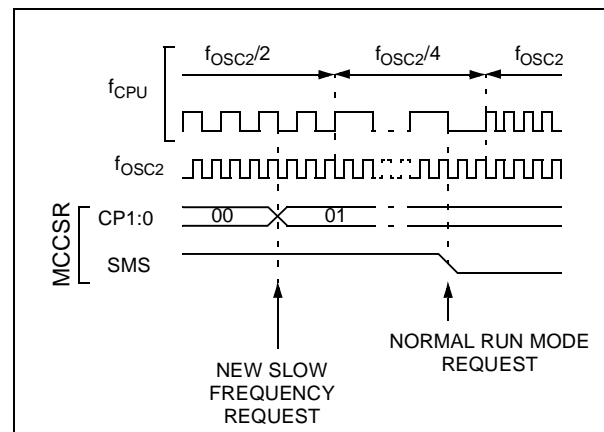 fOSC2/2 fOSC2/4 fOSC2
fCPU
fOSC2
MCCSR
CP1:0 00 01
SMS
NEW SLOW
FREQUENCY
REQUEST
NORMAL RUN MODE
REQUEST